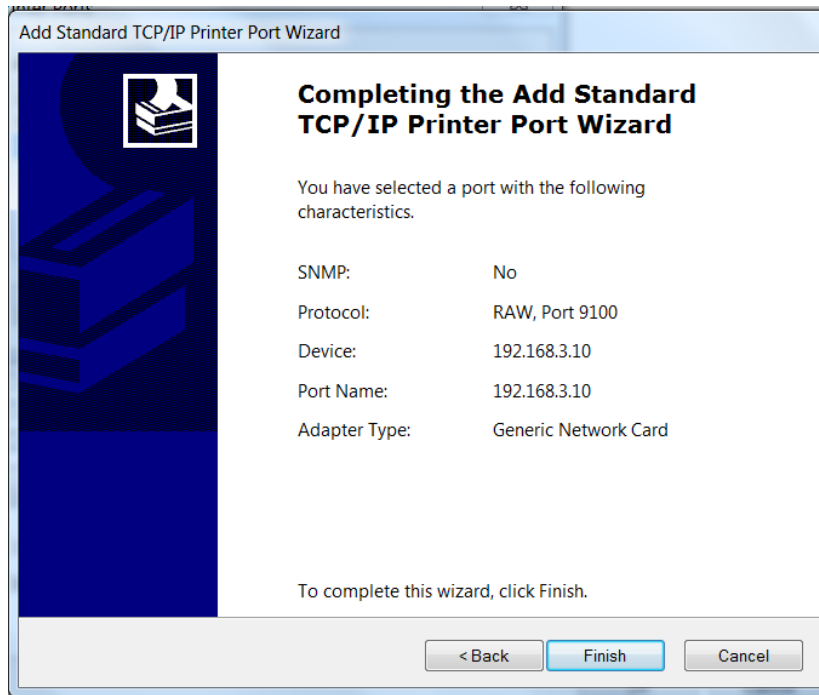 Add Standard TCP/IP Printer Port Wizard
Completing the Add Standard
TCP/IP Printer Port Wizard
You have selected a port with the following
characteristics.
SNMP: No
Protocol: RAW, Port 9100
Device: 192.168.3.10
Port Name: 192.168.3.10
Adapter Type: Generic Network Card
To complete this wizard, click Finish.
< Back Finish Cancel